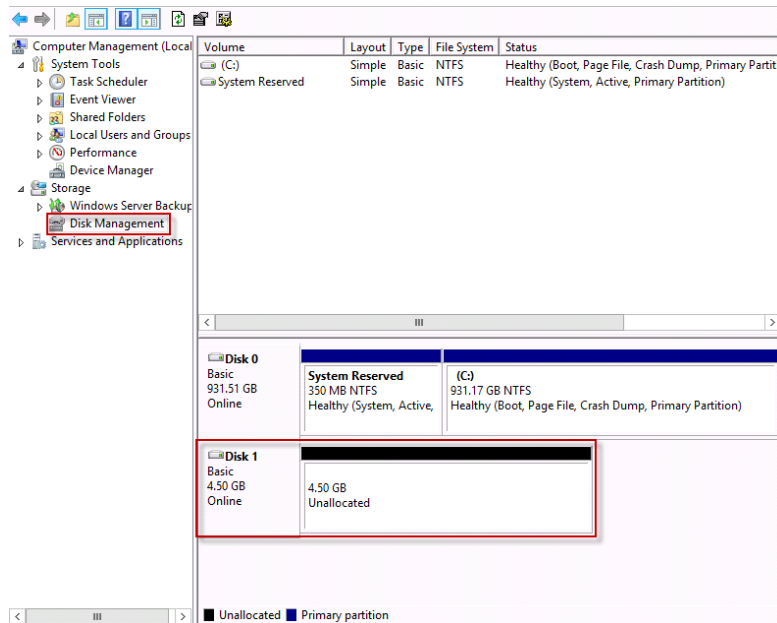 Computer Management (Local
System Tools
Task Scheduler
Event Viewer
Shared Folders
Local Users and Groups
Performance
Device Manager
Storage
Windows Server Backup
Disk Management
Services and Applications
Volume Layout Type File System Status
(C:) Simple Basic NTFS Healthy (Boot, Page File, Crash Dump, Primary Partit
System Reserved Simple Basic NTFS Healthy (System, Active, Primary Partition)
Disk 0
Basic
931.51 GB
Online
System Reserved
350 MB NTFS
Healthy (System, Active,
(C:)
931.17 GB NTFS
Healthy (Boot, Page File, Crash Dump, Primary Partition)
Disk 1
Basic
4.50 GB
Online
4.50 GB
Unallocated
Unallocated Primary partition